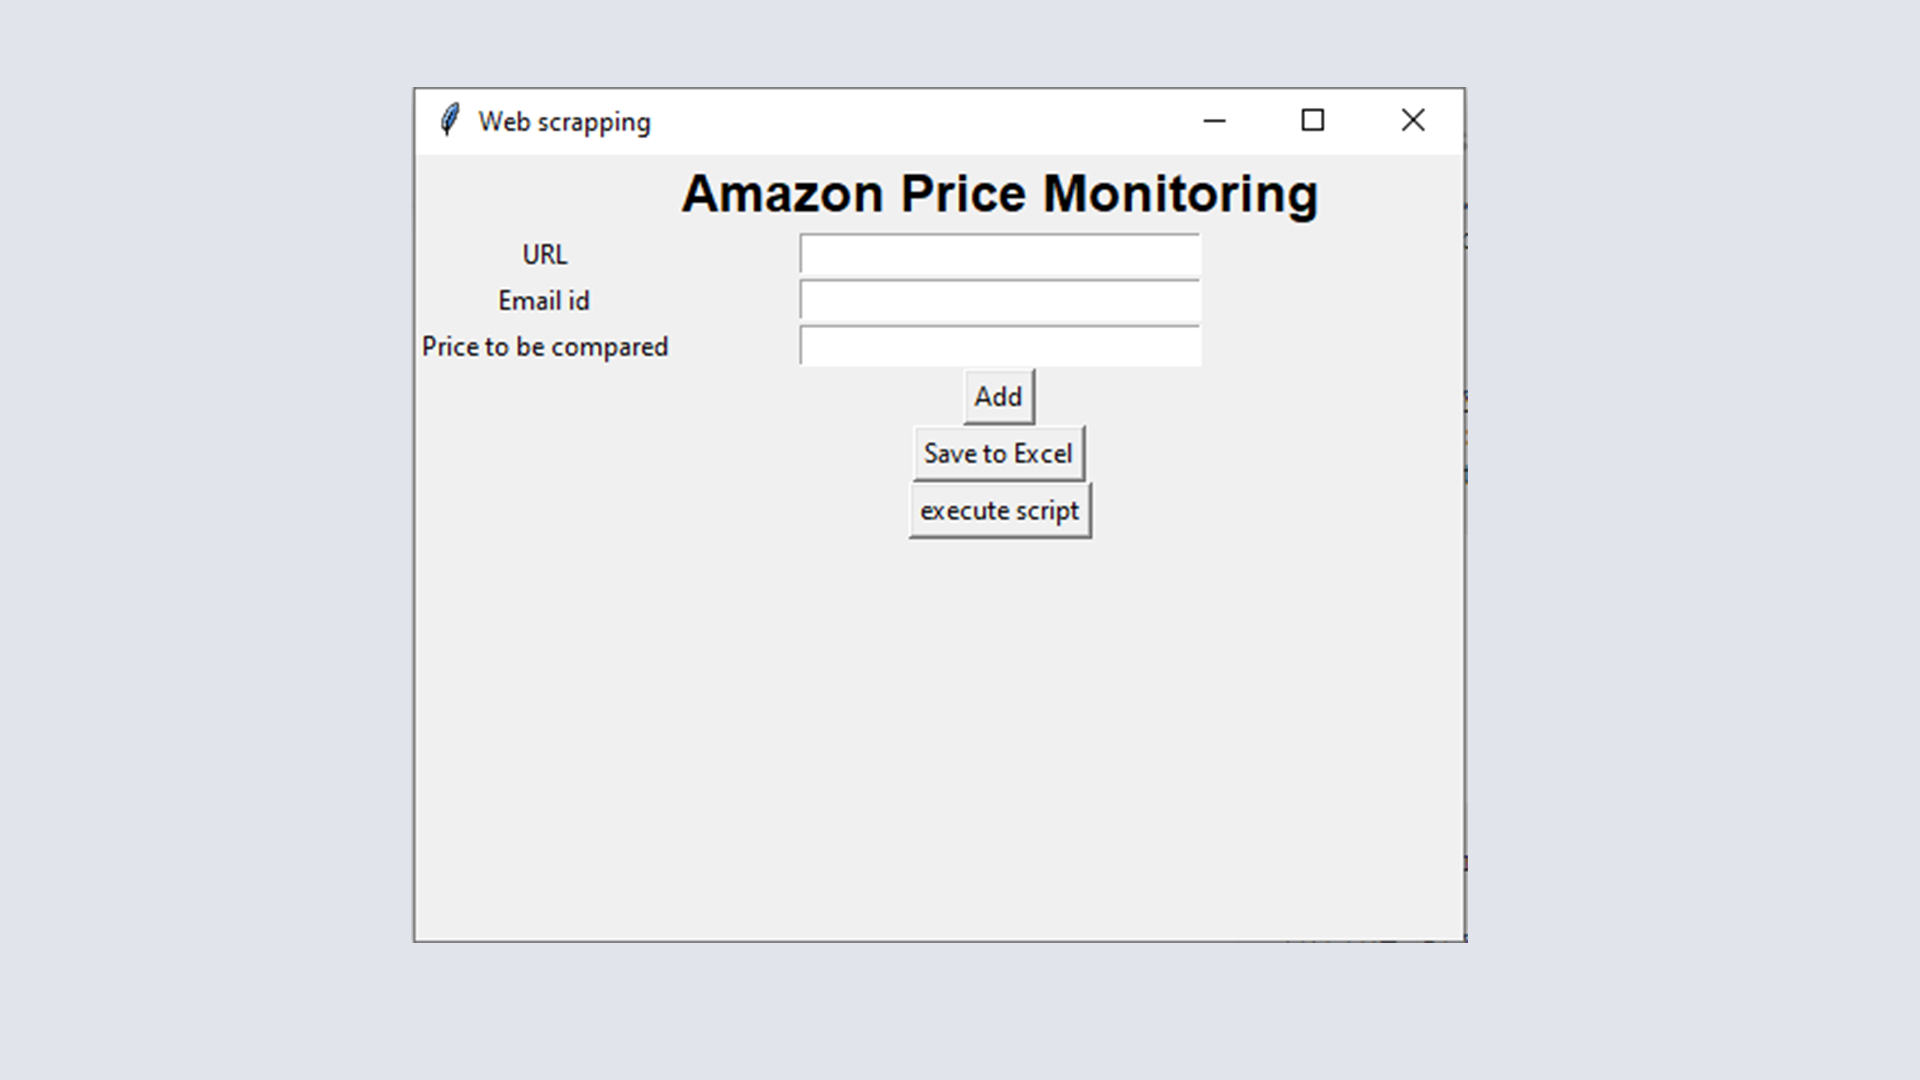 Web scrapping
Amazon Price Monitoring
URL
Email id
Price to be compared
Add
Save to Excel
execute script